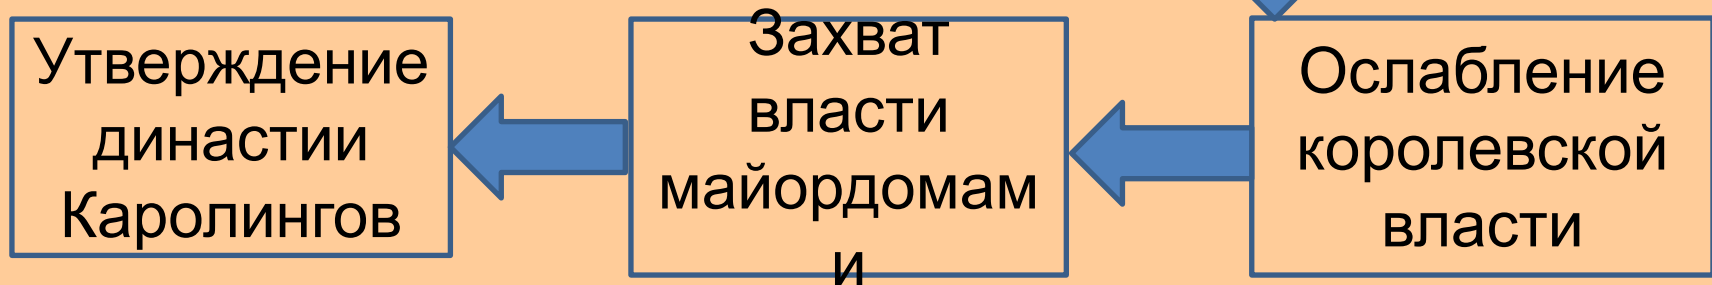 Утверждение
династии
Каролингов
Захват
власти
майордомам
и
Ослабление
королевской
власти